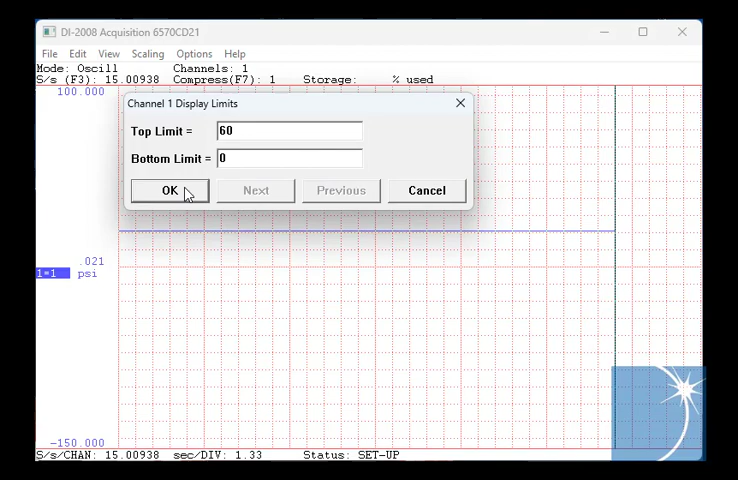 DI-2008 Acquisition 6570CD21
File Edit View Scaling Options Help
Mode: Oscill Channels: 1
S/s (F3): 15.00938 Compress(F7): 1 Storage: % used
100.000
Channel 1 Display Limits
Top Limit = 60
Bottom Limit = 0
OK Next Previous Cancel
.021
1=1 psi
-150.000
S/s/CHAN: 15.00938 sec/DIV: 1.33 Status: SET-UP